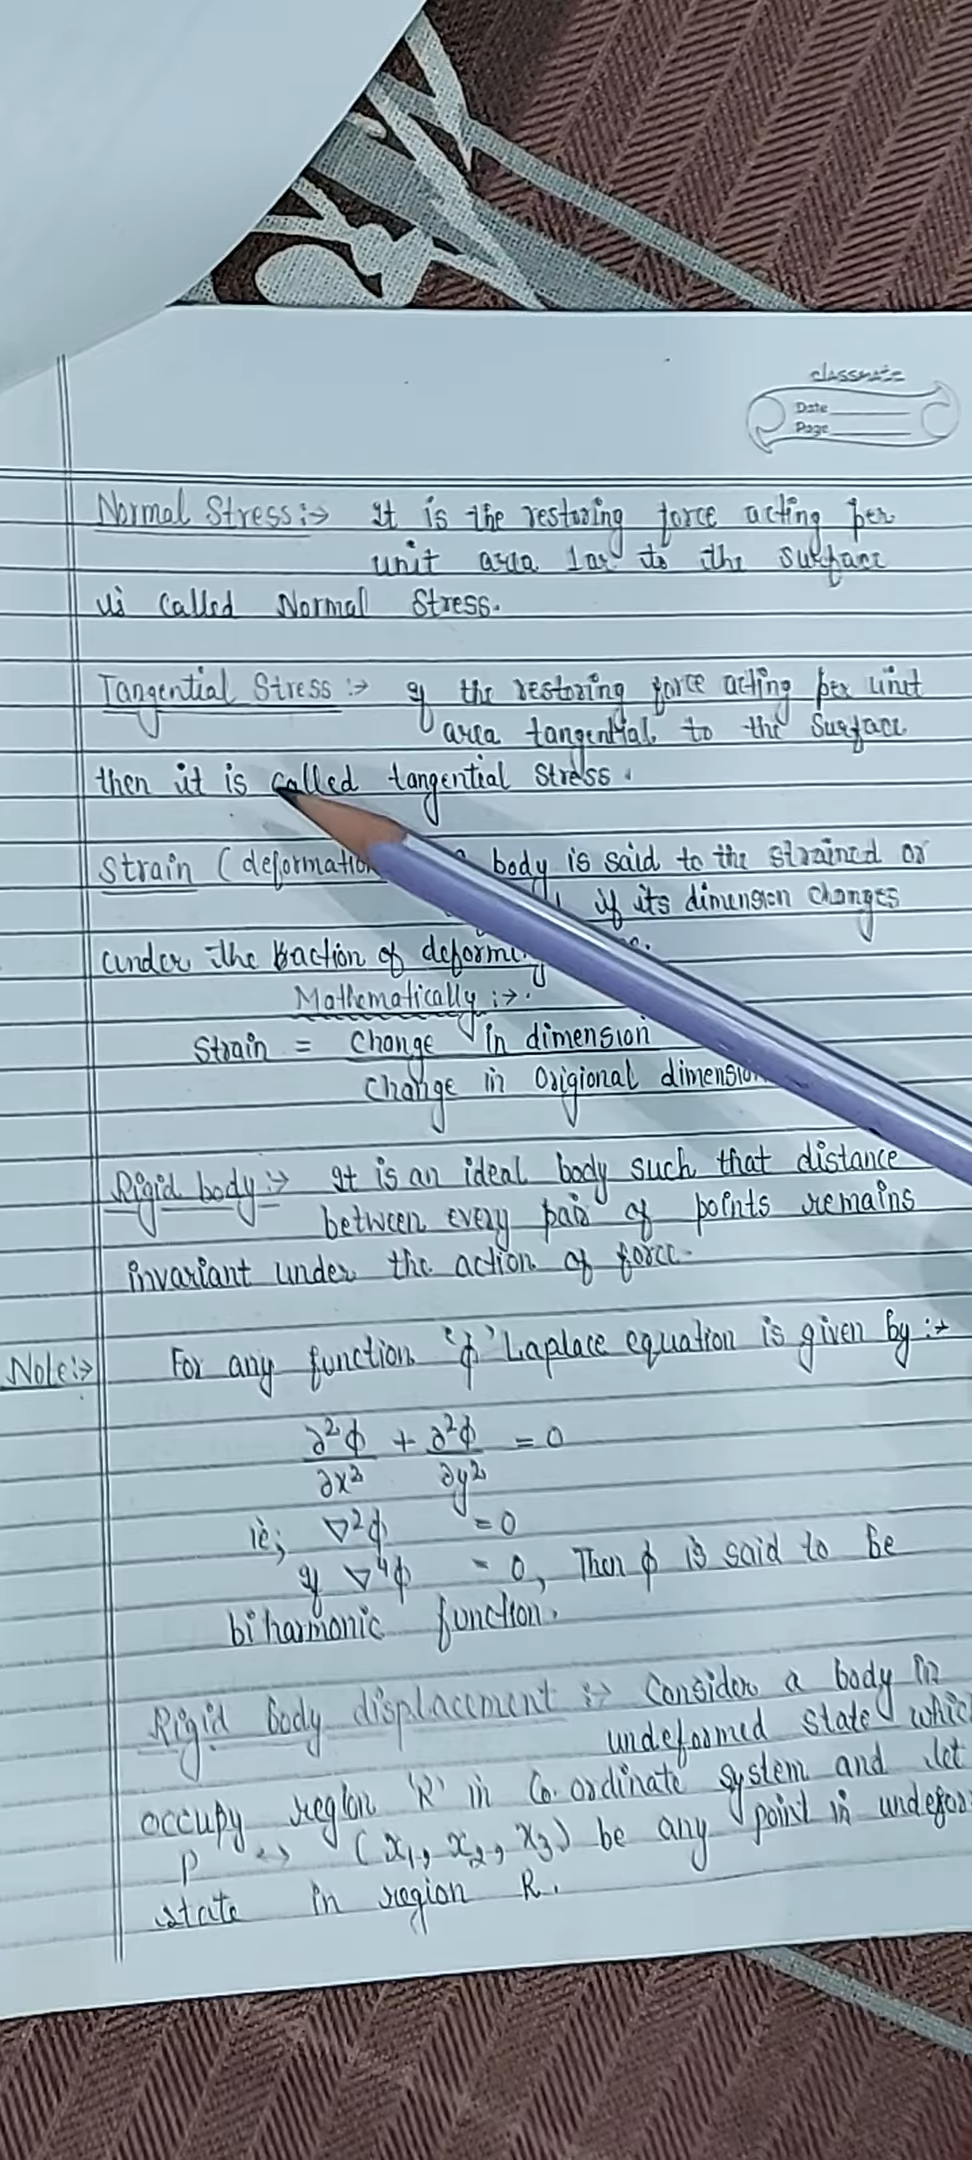 classmate
Date
Page
Normal Stress :→ It is the restoring force acting per
unit area ⊥ar to the surface
is called Normal Stress.
Tangential Stress :→ If the restoring force acting per unit
area tangential to the surface
then it is called tangential stress.
Strain (deformation body is said to the strained or
if its dimension changes
under the action of deforming
Mathematically :→
Strain = Change in dimension
Change in Origional dimension
Rigid body :→ It is an ideal body such that distance
between every pair of points remains
invariant under the action of force.
Note :→ For any function 'ϕ' Laplace equation is given by :→
∂²ϕ/∂x² + ∂²ϕ/∂y² = 0
ie; ∇²ϕ = 0
If ∇⁴ϕ = 0, Then ϕ is said to be
biharmonic function.
Rigid body displacement :→ Consider a body in
undeformed state whic
occupy region 'R' in Co-ordinate system and let
P ↔ (x₁, x₂, x₃) be any point in undefor
state in region R.